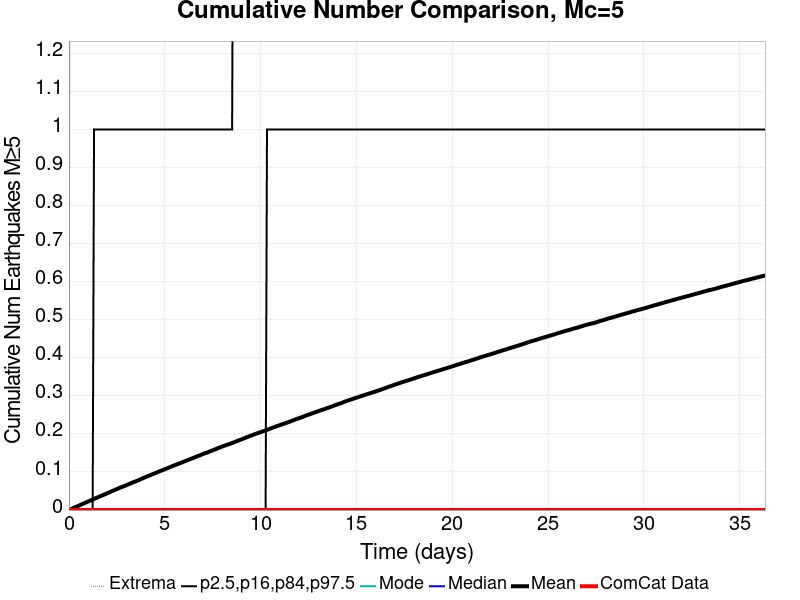 Cumulative Number Comparison, Mc=5
Cumulative Num Earthquakes M≥5
1.2
1.1
1
0.9
0.8
0.7
0.6
0.5
0.4
0.3
0.2
0.1
0
0 5 10 15 20 25 30 35
Time (days)
Extrema p2.5,p16,p84,p97.5 Mode Median Mean ComCat Data